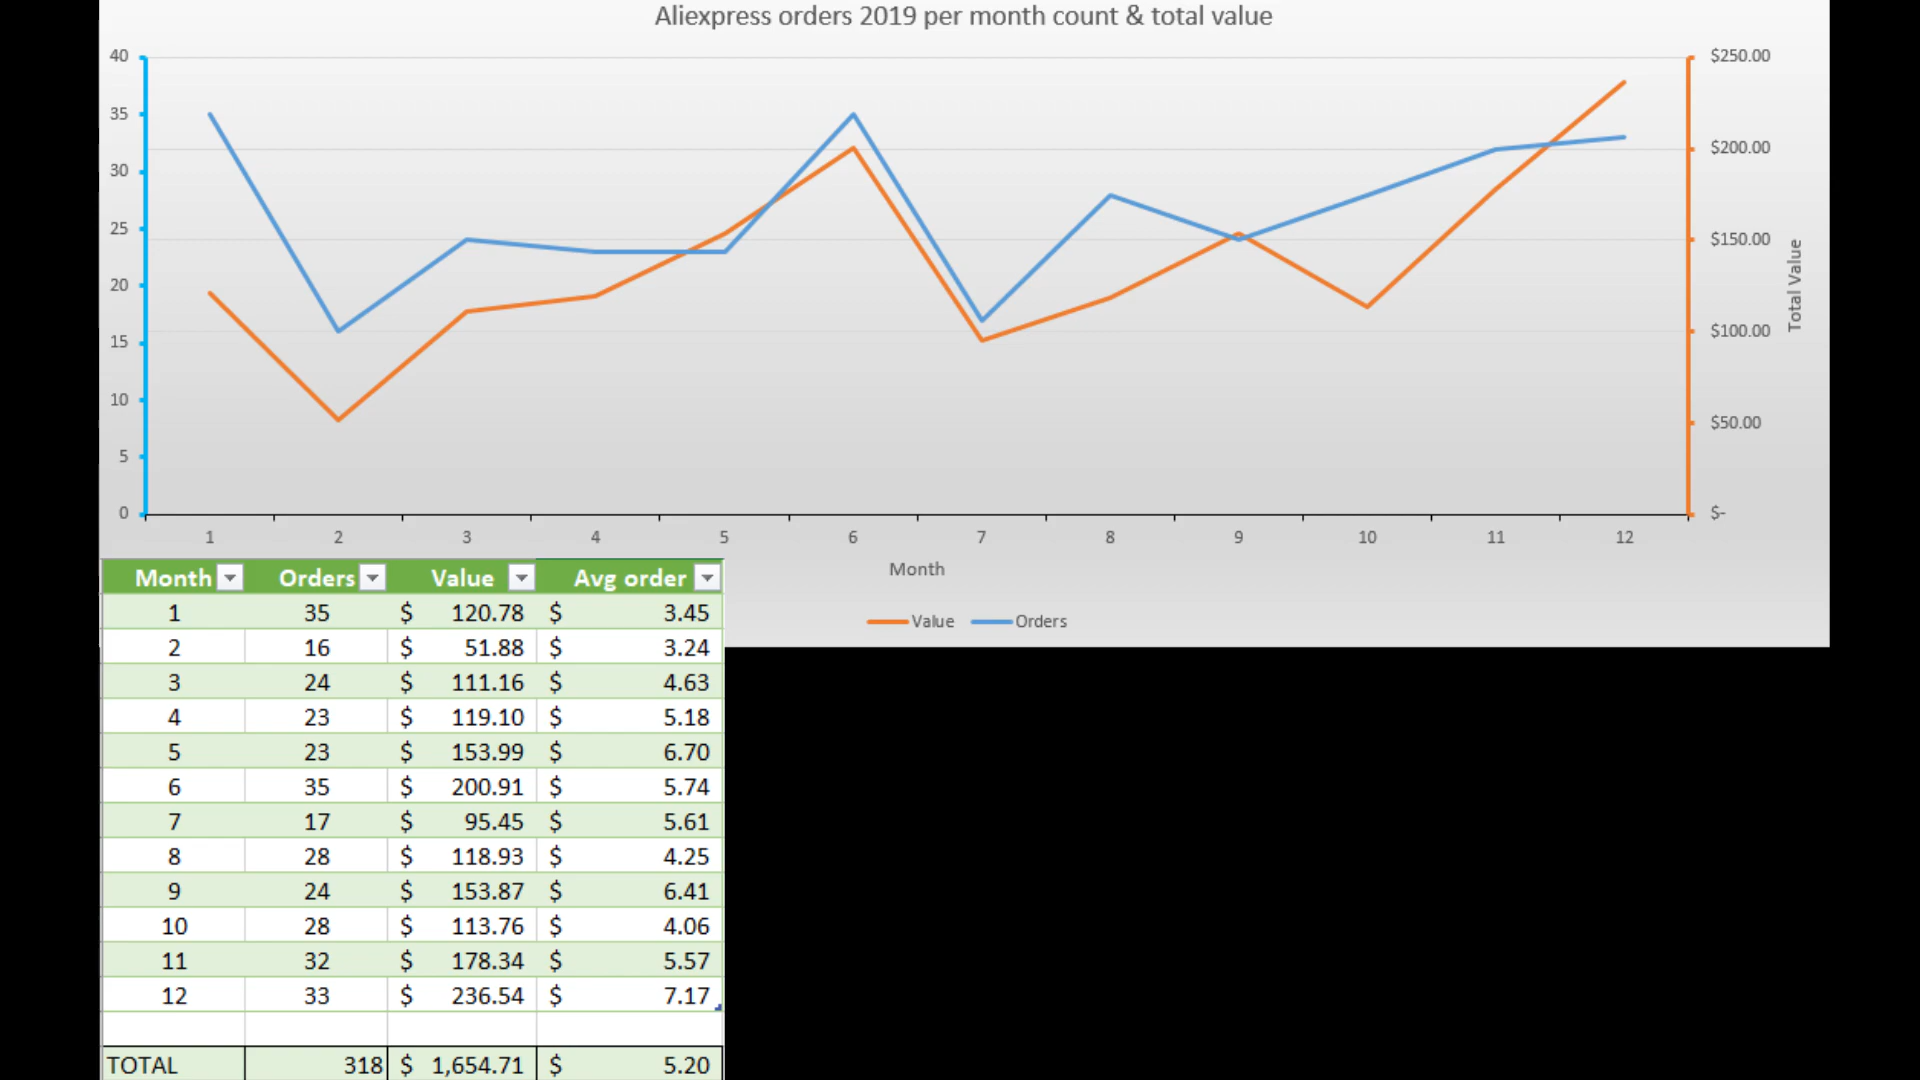 Aliexpress orders 2019 per month count & total value
40
35
30
25
20
15
10
5
0
$250.00
$200.00
$150.00
$100.00
$50.00
$-
Total Value
1 2 3 4 5 6 7 8 9 10 11 12
Month
Value Orders
Month Orders Value Avg order
1 35 $ 120.78 $ 3.45
2 16 $ 51.88 $ 3.24
3 24 $ 111.16 $ 4.63
4 23 $ 119.10 $ 5.18
5 23 $ 153.99 $ 6.70
6 35 $ 200.91 $ 5.74
7 17 $ 95.45 $ 5.61
8 28 $ 118.93 $ 4.25
9 24 $ 153.87 $ 6.41
10 28 $ 113.76 $ 4.06
11 32 $ 178.34 $ 5.57
12 33 $ 236.54 $ 7.17
TOTAL 318 $ 1,654.71 $ 5.20